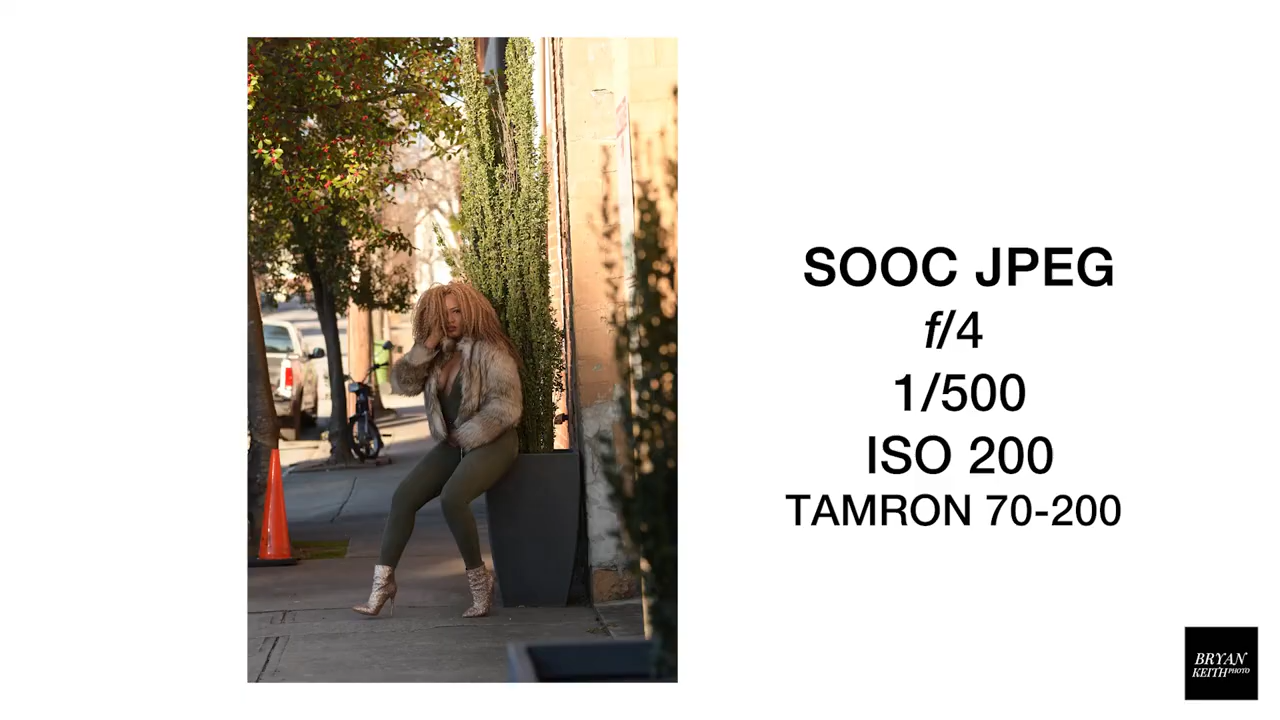 SOOC JPEG
f/4
1/500
ISO 200
TAMRON 70-200
BRYAN
KEITH PHOTO